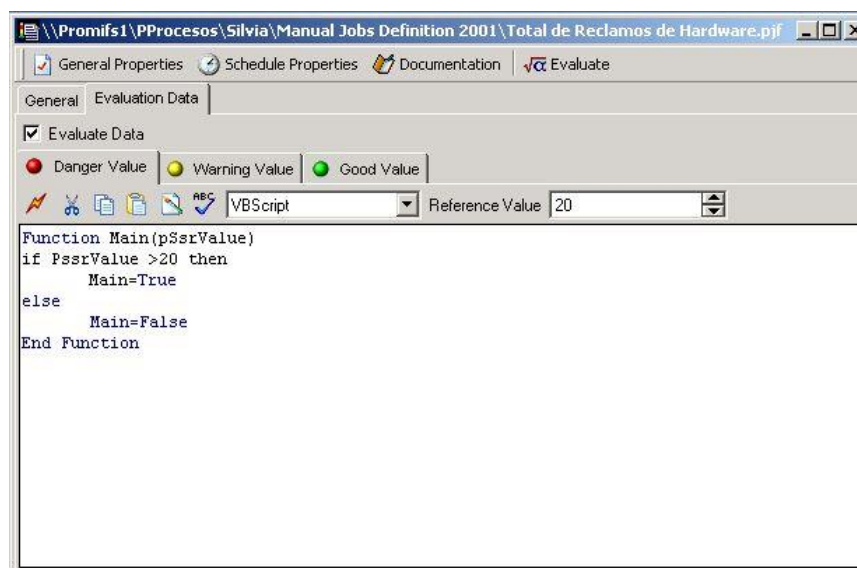 \\Promifs1\PProcesos\Silvia\Manual Jobs Definition 2001\Total de Reclamos de Hardware.pjf
General Properties Schedule Properties Documentation √α Evaluate
General Evaluation Data
Evaluate Data
Danger Value Warning Value Good Value
ABC VBScript Reference Value 20
Function Main(pSsrValue)
if PssrValue >20 then
Main=True
else
Main=False
End Function